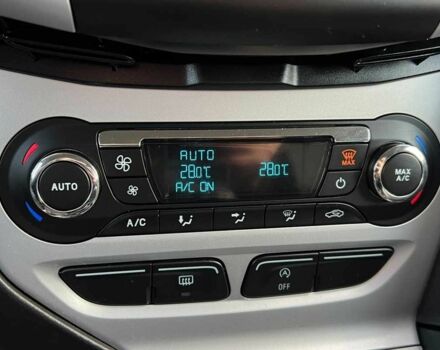 AUTO
28.0°C 28.0°C
A/C ON
MAX
AUTO
MAX
A/C
A/C
OFF